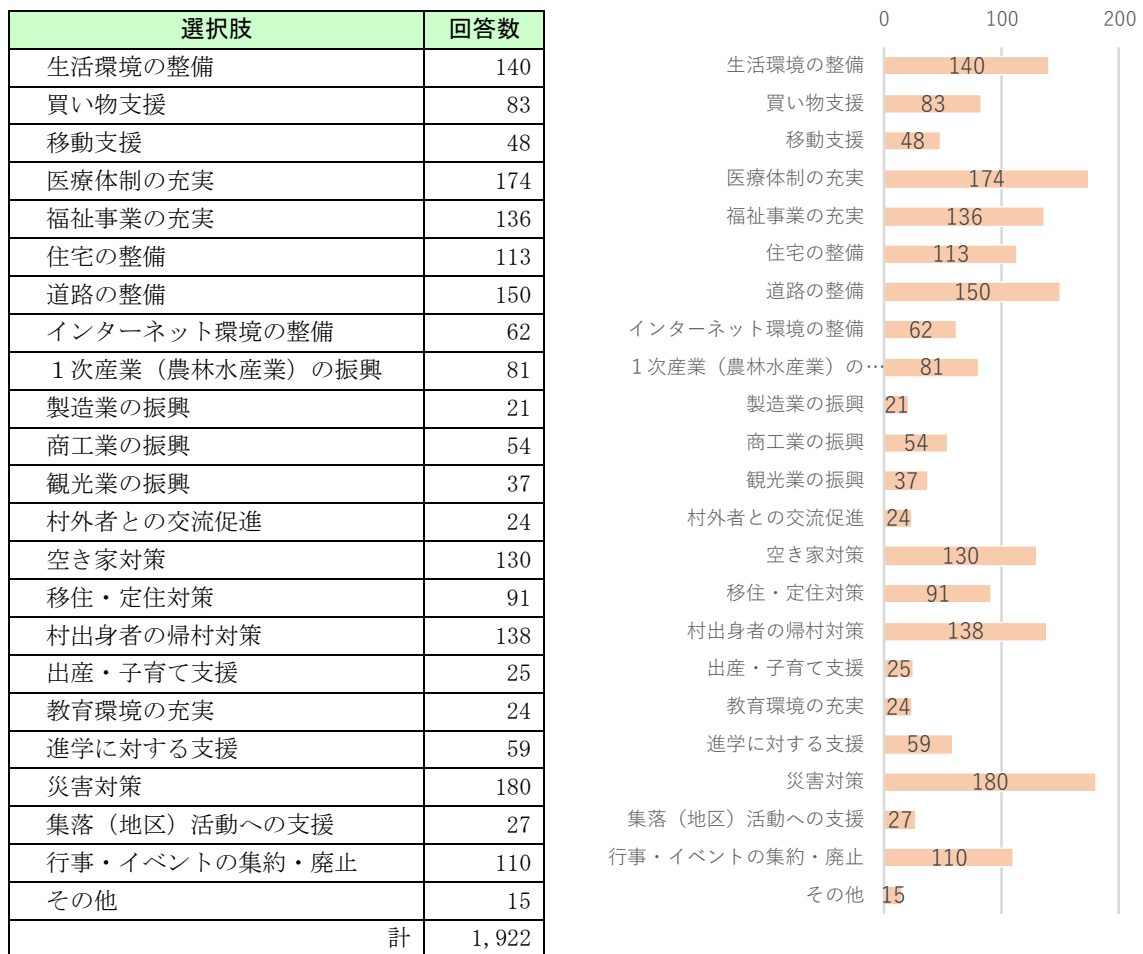 選択肢 回答数
生活環境の整備 140
買い物支援 83
移動支援 48
医療体制の充実 174
福祉事業の充実 136
住宅の整備 113
道路の整備 150
インターネット環境の整備 62
１次産業（農林水産業）の振興 81
製造業の振興 21
商工業の振興 54
観光業の振興 37
村外者との交流促進 24
空き家対策 130
移住・定住対策 91
村出身者の帰村対策 138
出産・子育て支援 25
教育環境の充実 24
進学に対する支援 59
災害対策 180
集落（地区）活動への支援 27
行事・イベントの集約・廃止 110
その他 15
計 1,922
0 100 200
生活環境の整備 140
買い物支援 83
移動支援 48
医療体制の充実 174
福祉事業の充実 136
住宅の整備 113
道路の整備 150
インターネット環境の整備 62
１次産業（農林水産業）の… 81
製造業の振興 21
商工業の振興 54
観光業の振興 37
村外者との交流促進 24
空き家対策 130
移住・定住対策 91
村出身者の帰村対策 138
出産・子育て支援 25
教育環境の充実 24
進学に対する支援 59
災害対策 180
集落（地区）活動への支援 27
行事・イベントの集約・廃止 110
その他 15